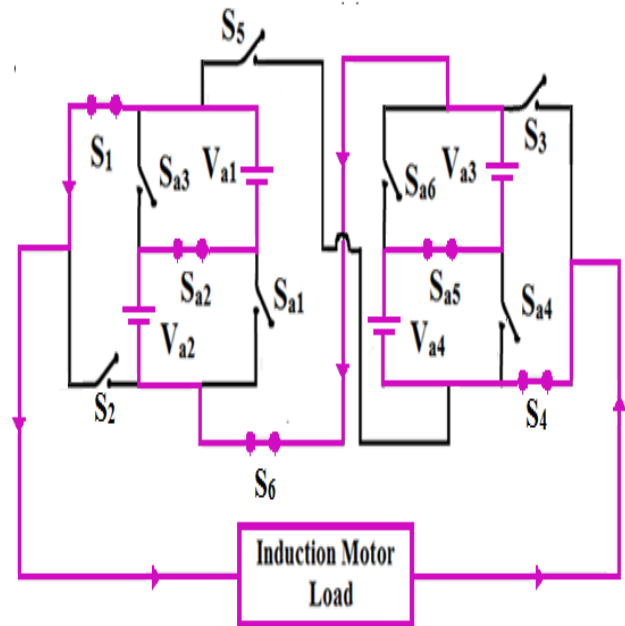 S5
S1
Sa3
Va1
Sa2
Sa1
Va2
S2
S6
S3
Va3
Sa6
Sa5
Sa4
Va4
S4
Induction Motor
Load